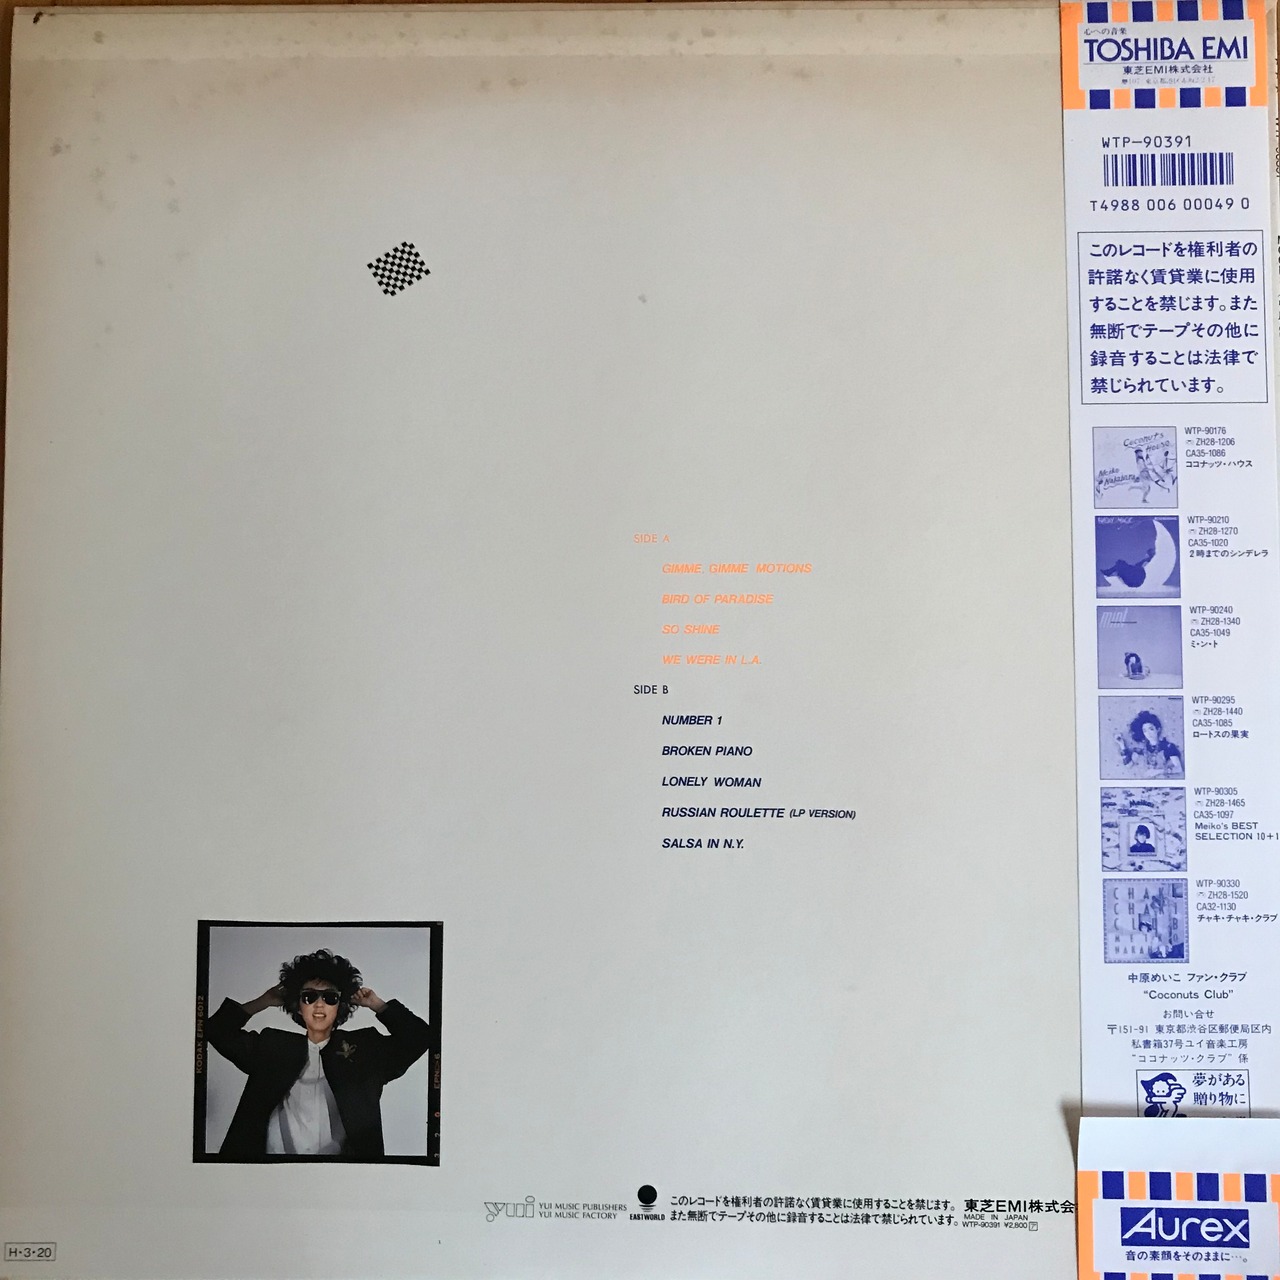 心への音楽
TOSHIBA EMI
東芝EMI株式会社
WTP-90391
T4988 006 00049 0
このレコードを権利者の
許諾なく賃貸業に使用
することを禁じます。また
無断でテープその他に
録音することは法律で
禁じられています。
Coconut's House
Meiko Nakahara
WTP-90176
ZH28-1206
CA35-1086
ココナッツ・ハウス
WTP-90210
ZH28-1270
CA35-1020
2時までのシンデレラ
mint
WTP-90240
ZH28-1340
CA35-1049
ミ・ン・ト
WTP-90295
ZH28-1440
CA35-1085
ロートスの果実
Meiko's
WTP-90305
ZH28-1465
CA35-1097
Meiko's BEST
SELECTION 10+1
WTP-90330
ZH28-1520
CA32-1130
チャキ・チャキ・クラブ
中原めいこ ファン・クラブ
"Coconuts Club"
お問い合せ
〒151-91 東京都渋谷区郵便局区内
私書箱37号ユイ音楽工房
"ココナッツ・クラブ" 係
夢がある
贈り物に
Aurex
音の素顔をそのままに…。
SIDE A
GIMME, GIMME MOTIONS
BIRD OF PARADISE
SO SHINE
WE WERE IN L.A.
SIDE B
NUMBER 1
BROKEN PIANO
LONELY WOMAN
RUSSIAN ROULETTE (LP VERSION)
SALSA IN N.Y.
KODAK EPN 6012
yui YUI MUSIC PUBLISHERS
YUI MUSIC FACTORY
EASTWORLD
このレコードを権利者の許諾なく賃貸業に使用することを禁じます。
また無断でテープその他に録音することは法律で禁じられています。
東芝EMI株式会
MADE IN JAPAN
WTP-90391 ¥2,800 ア
H・3・20